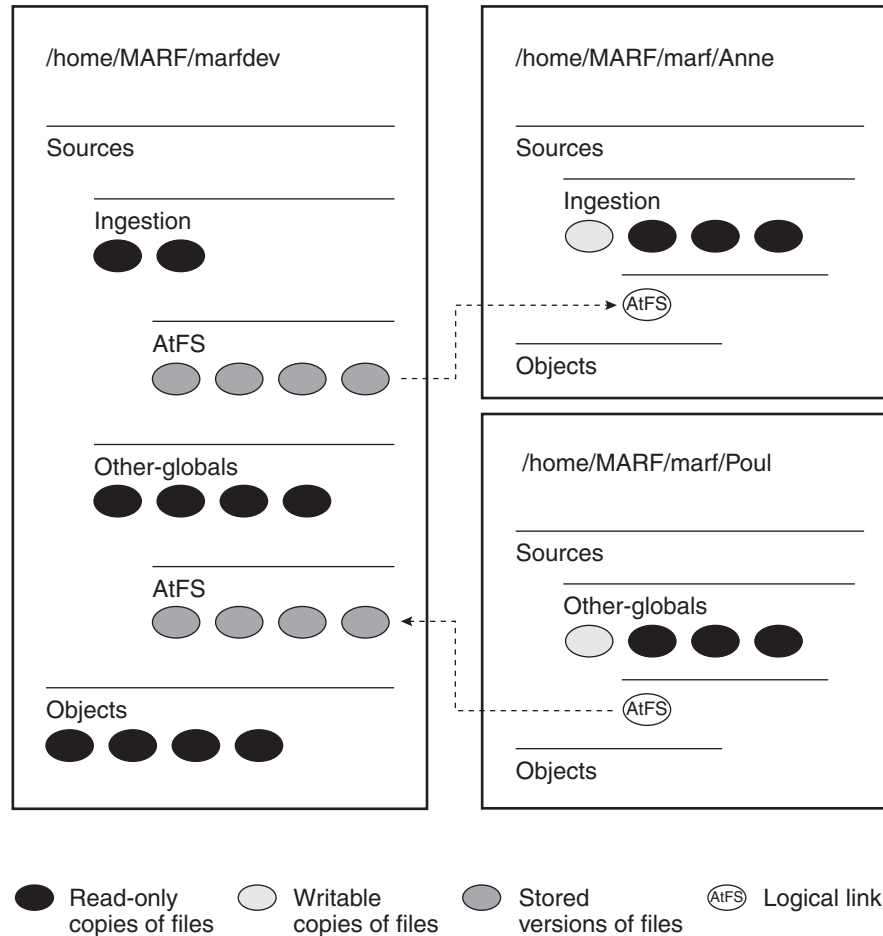 /home/MARF/marfdev
Sources
Ingestion
AtFS
Other-globals
AtFS
Objects
/home/MARF/marf/Anne
Sources
Ingestion
AtFS
Objects
/home/MARF/marf/Poul
Sources
Other-globals
AtFS
Objects
Read-only
copies of files
Writable
copies of files
Stored
versions of files
AtFS Logical link